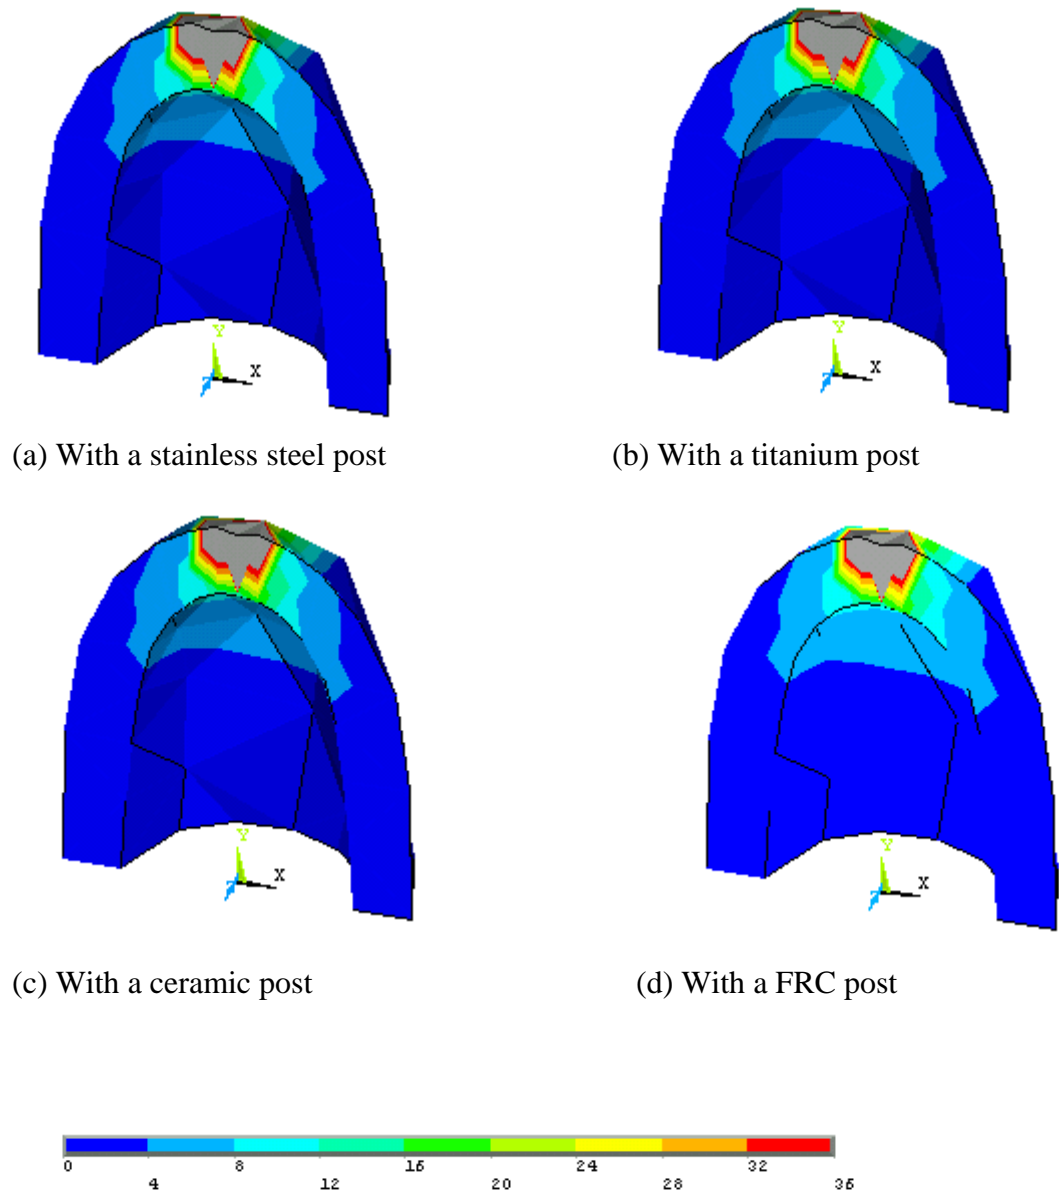 Y
X
Y
X
(a) With a stainless steel post
(b) With a titanium post
Y
X
Y
X
(c) With a ceramic post
(d) With a FRC post
0 8 16 24 32
4 12 20 28 36